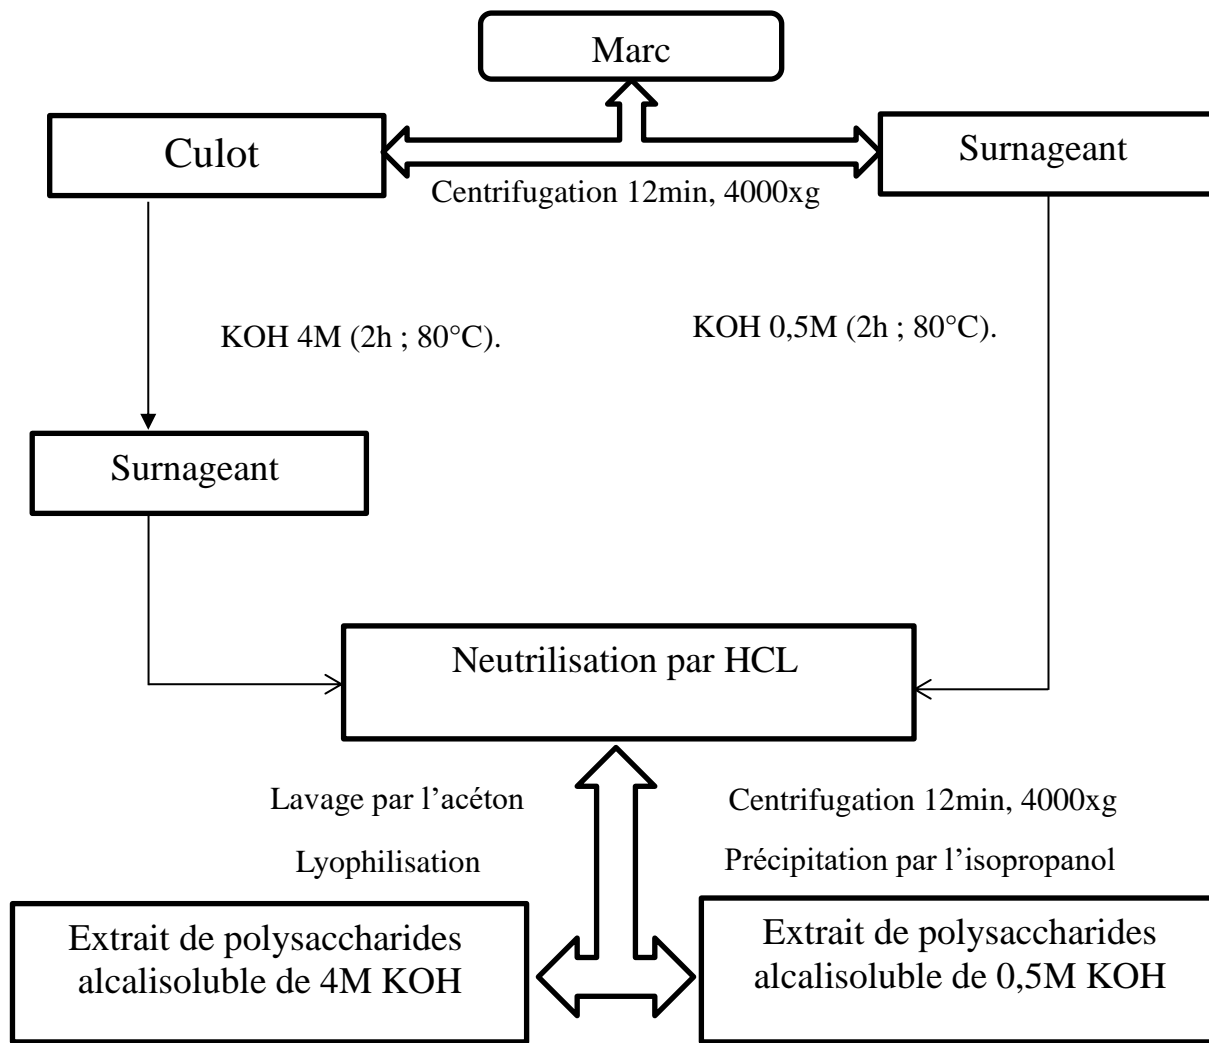 Marc
Culot
Surnageant
Centrifugation 12min, 4000xg
KOH 4M (2h ; 80°C).
KOH 0,5M (2h ; 80°C).
Surnageant
Neutrilisation par HCL
Lavage par l’acéton
Centrifugation 12min, 4000xg
Lyophilisation
Précipitation par l’isopropanol
Extrait de polysaccharides
alcalisoluble de 4M KOH
Extrait de polysaccharides
alcalisoluble de 0,5M KOH